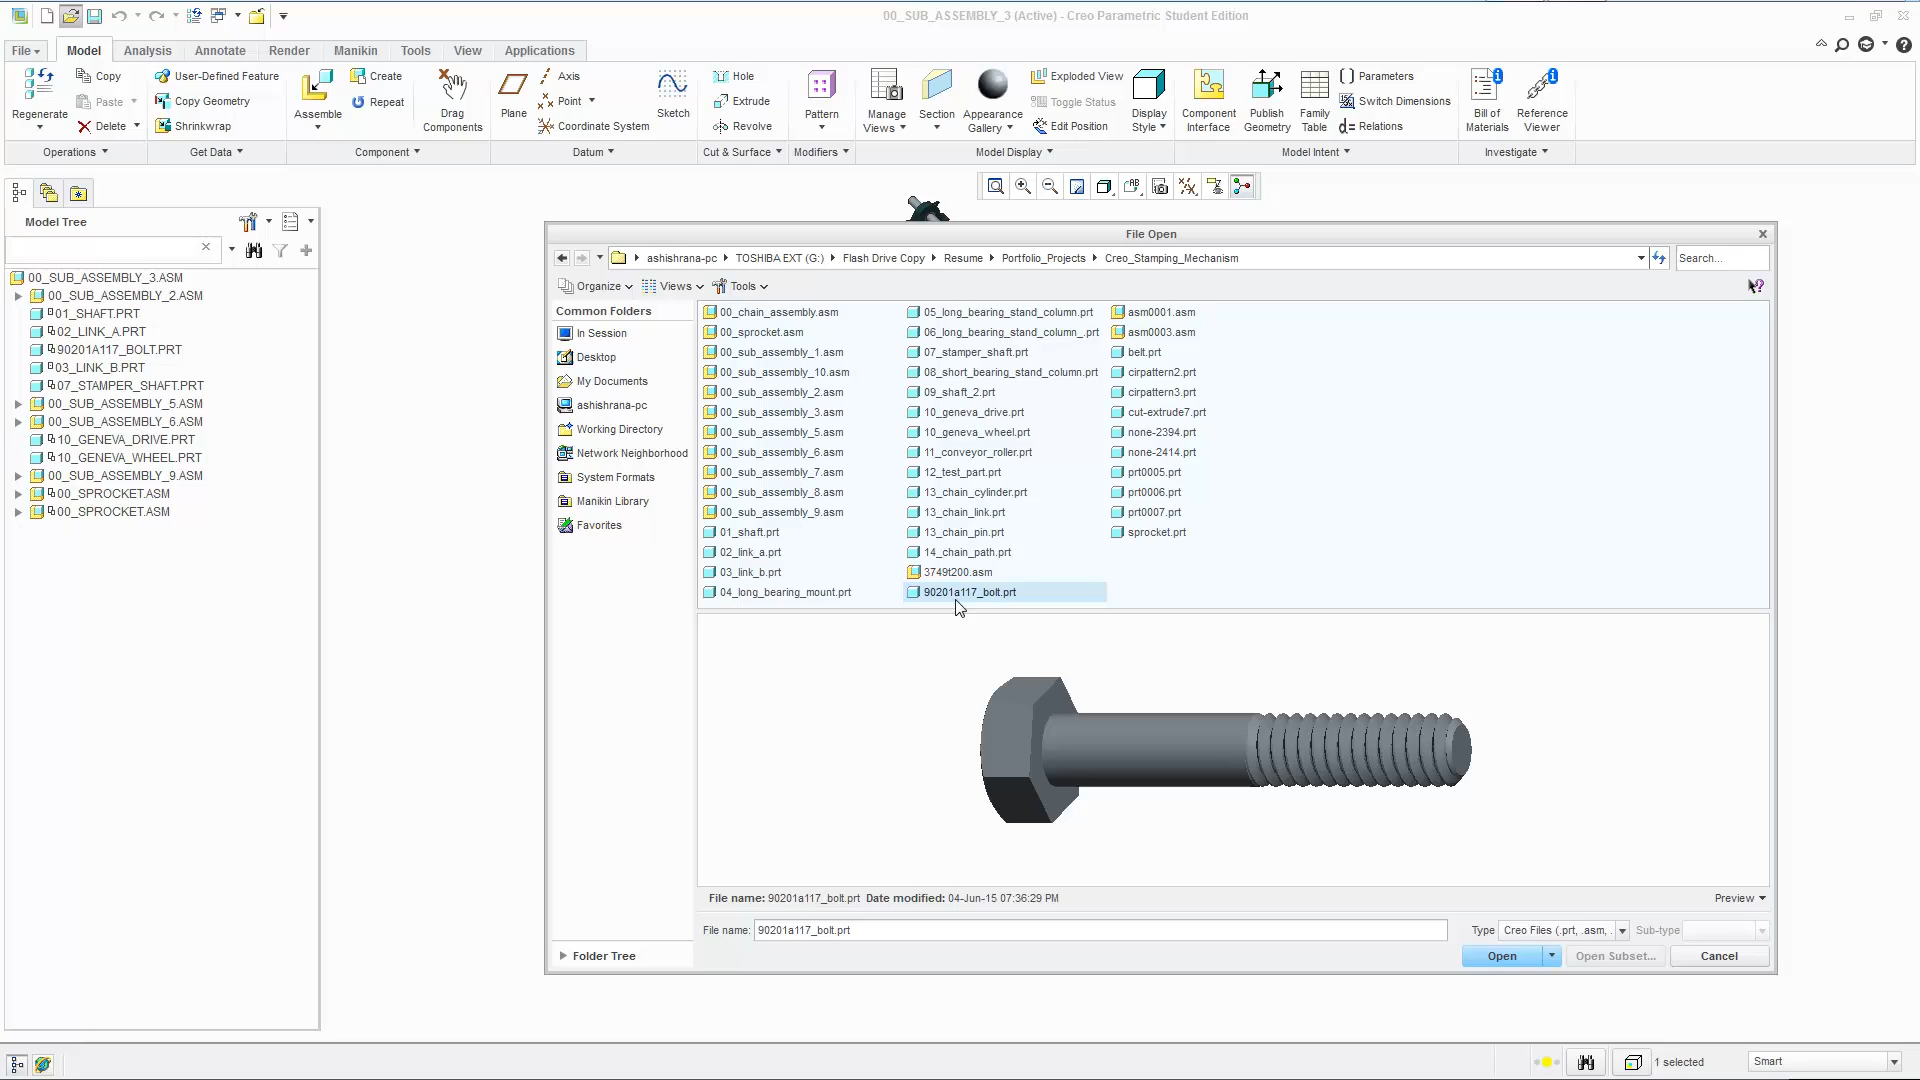 00_SUB_ASSEMBLY_3 (Active) - Creo Parametric Student Edition
File Model Analysis Annotate Render Manikin Tools View Applications
Regenerate Copy Paste Delete
User-Defined Feature Copy Geometry Shrinkwrap
Assemble Create Repeat Drag Components
Plane Axis Point Coordinate System Sketch
Hole Extrude Revolve
Pattern
Manage Views Section Appearance Gallery Exploded View Toggle Status Edit Position Display Style
Component Interface Publish Geometry Family Table Parameters Switch Dimensions Relations
Bill of Materials Reference Viewer
Operations Get Data Component Datum Cut & Surface Modifiers Model Display Model Intent Investigate
Model Tree
00_SUB_ASSEMBLY_3.ASM
00_SUB_ASSEMBLY_2.ASM
01_SHAFT.PRT
02_LINK_A.PRT
90201A117_BOLT.PRT
03_LINK_B.PRT
07_STAMPER_SHAFT.PRT
00_SUB_ASSEMBLY_5.ASM
00_SUB_ASSEMBLY_6.ASM
10_GENEVA_DRIVE.PRT
10_GENEVA_WHEEL.PRT
00_SUB_ASSEMBLY_9.ASM
00_SPROCKET.ASM
00_SPROCKET.ASM
File Open
ashishrana-pc TOSHIBA EXT (G:) Flash Drive Copy Resume Portfolio_Projects Creo_Stamping_Mechanism Search...
Organize Views Tools
Common Folders
In Session
Desktop
My Documents
ashishrana-pc
Working Directory
Network Neighborhood
System Formats
Manikin Library
Favorites
Folder Tree
00_chain_assembly.asm
00_sprocket.asm
00_sub_assembly_1.asm
00_sub_assembly_10.asm
00_sub_assembly_2.asm
00_sub_assembly_3.asm
00_sub_assembly_5.asm
00_sub_assembly_6.asm
00_sub_assembly_7.asm
00_sub_assembly_8.asm
00_sub_assembly_9.asm
01_shaft.prt
02_link_a.prt
03_link_b.prt
04_long_bearing_mount.prt
05_long_bearing_stand_column.prt
06_long_bearing_stand_column_.prt
07_stamper_shaft.prt
08_short_bearing_stand_column.prt
09_shaft_2.prt
10_geneva_drive.prt
10_geneva_wheel.prt
11_conveyor_roller.prt
12_test_part.prt
13_chain_cylinder.prt
13_chain_link.prt
13_chain_pin.prt
14_chain_path.prt
3749t200.asm
90201a117_bolt.prt
asm0001.asm
asm0003.asm
belt.prt
cirpattern2.prt
cirpattern3.prt
cut-extrude7.prt
none-2394.prt
none-2414.prt
prt0005.prt
prt0006.prt
prt0007.prt
sprocket.prt
File name: 90201a117_bolt.prt Date modified: 04-Jun-15 07:36:29 PM Preview
File name: 90201a117_bolt.prt Type Creo Files (.prt, .asm, . Sub-type
Open Open Subset... Cancel
1 selected Smart